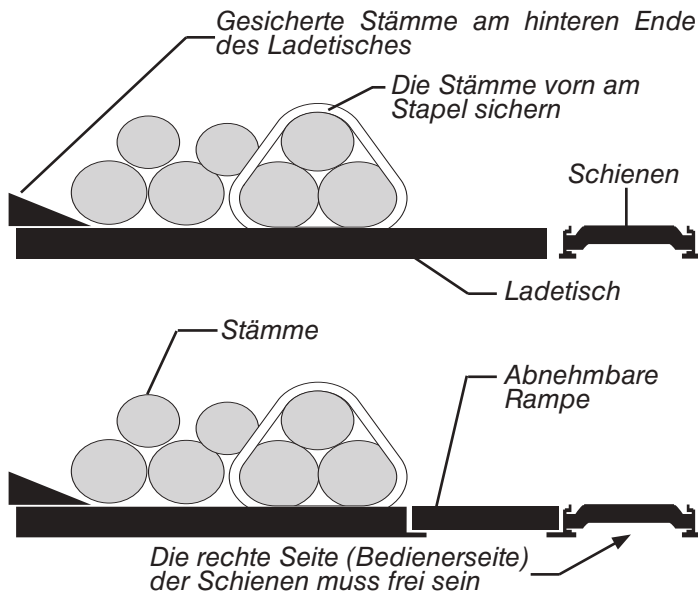 Gesicherte Stämme am hinteren Ende
des Ladetisches
Die Stämme vorn am
Stapel sichern
Schienen
Ladetisch
Stämme
Abnehmbare
Rampe
Die rechte Seite (Bedienerseite)
der Schienen muss frei sein